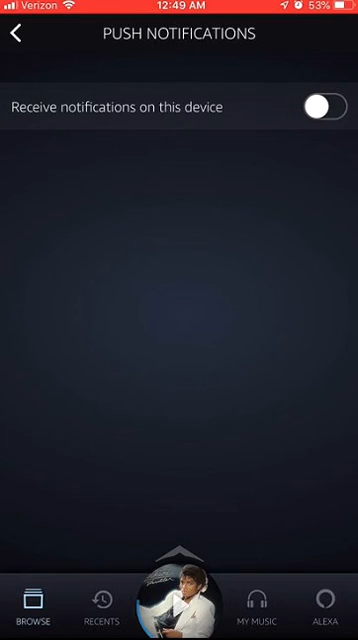 Verizon 12:49 AM 53%
PUSH NOTIFICATIONS
Receive notifications on this device
BROWSE RECENTS MY MUSIC ALEXA